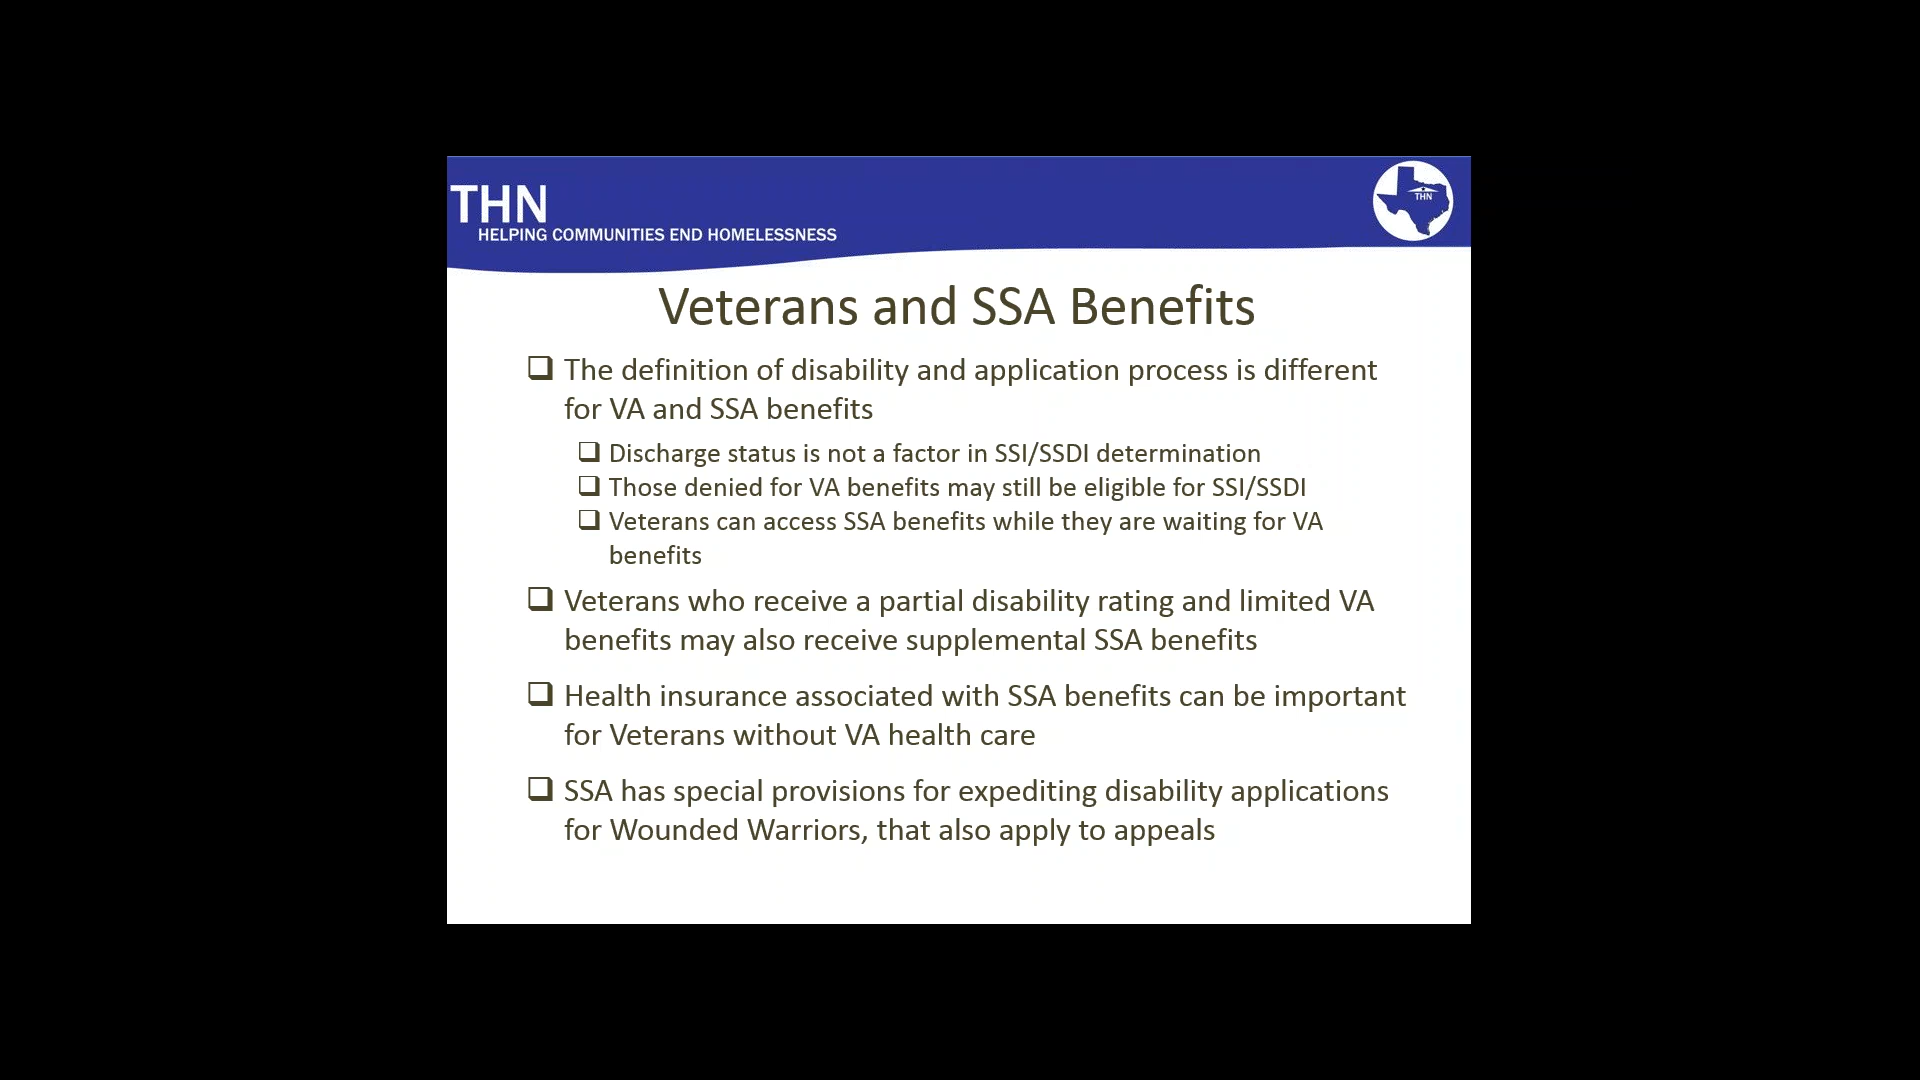 THN
HELPING COMMUNITIES END HOMELESSNESS
THN
Veterans and SSA Benefits
❑ The definition of disability and application process is different
for VA and SSA benefits
❑ Discharge status is not a factor in SSI/SSDI determination
❑ Those denied for VA benefits may still be eligible for SSI/SSDI
❑ Veterans can access SSA benefits while they are waiting for VA
benefits
❑ Veterans who receive a partial disability rating and limited VA
benefits may also receive supplemental SSA benefits
❑ Health insurance associated with SSA benefits can be important
for Veterans without VA health care
❑ SSA has special provisions for expediting disability applications
for Wounded Warriors, that also apply to appeals